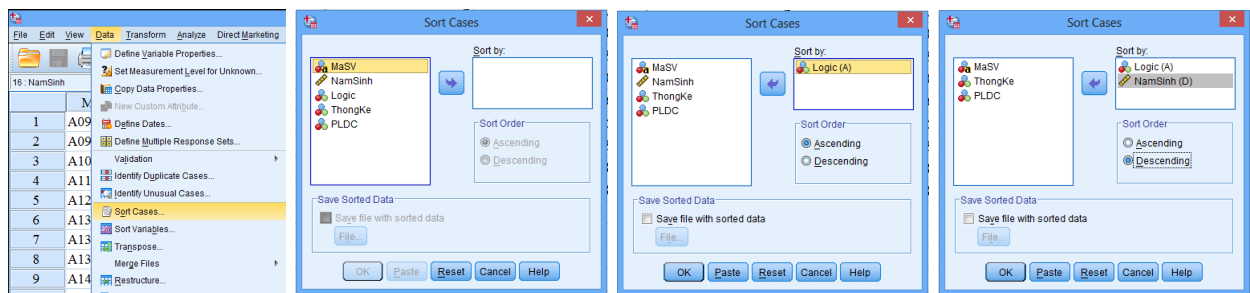 File Edit View Data Transform Analyze Direct Marketing
16 : NamSinh
1 A09
2 A09
3 A10
4 A11
5 A12
6 A13
7 A13
8 A13
9 A14
Define Variable Properties...
Set Measurement Level for Unknown...
Copy Data Properties...
New Custom Attribute...
Define Dates...
Define Multiple Response Sets...
Validation
Identify Duplicate Cases...
Identify Unusual Cases...
Sort Cases...
Sort Variables...
Transpose...
Merge Files
Restructure...
Sort Cases
MaSV
NamSinh
Logic
ThongKe
PLDC
Sort by:
Sort Order
Ascending
Descending
Save Sorted Data
Save file with sorted data
File...
OK Paste Reset Cancel Help
Sort Cases
MaSV
NamSinh
ThongKe
PLDC
Sort by:
Logic (A)
Sort Order
Ascending
Descending
Save Sorted Data
Save file with sorted data
File...
OK Paste Reset Cancel Help
Sort Cases
MaSV
ThongKe
PLDC
Sort by:
Logic (A)
NamSinh (D)
Sort Order
Ascending
Descending
Save Sorted Data
Save file with sorted data
File...
OK Paste Reset Cancel Help